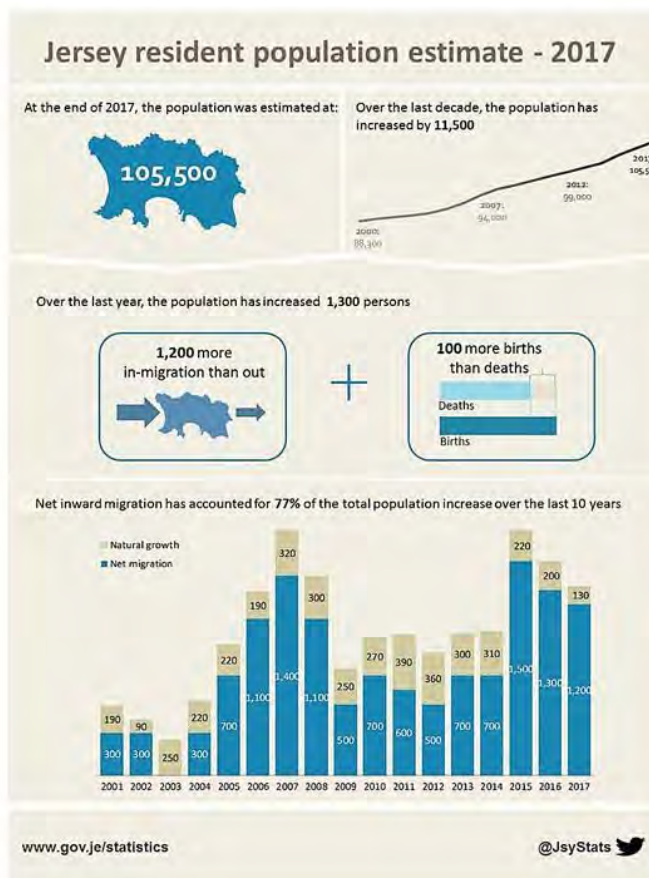 Jersey resident population estimate - 2017
At the end of 2017, the population was estimated at:
105,500
Over the last decade, the population has
increased by 11,500
2000:
88,300
2007:
94,000
2012:
99,000
Over the last year, the population has increased 1,300 persons
1,200 more
in-migration than out
100 more births
than deaths
Deaths
Births
Net inward migration has accounted for 77% of the total population increase over the last 10 years
Natural growth
Net migration
190 90 250 220 220 190 320 300 250 270 390 360 300 310 220 200 130
300 300 300 700 1,100 1,400 1,100 500 700 600 500 700 700 1,500 1,300 1,200
2001 2002 2003 2004 2005 2006 2007 2008 2009 2010 2011 2012 2013 2014 2015 2016 2017
www.gov.je/statistics
@JsyStats